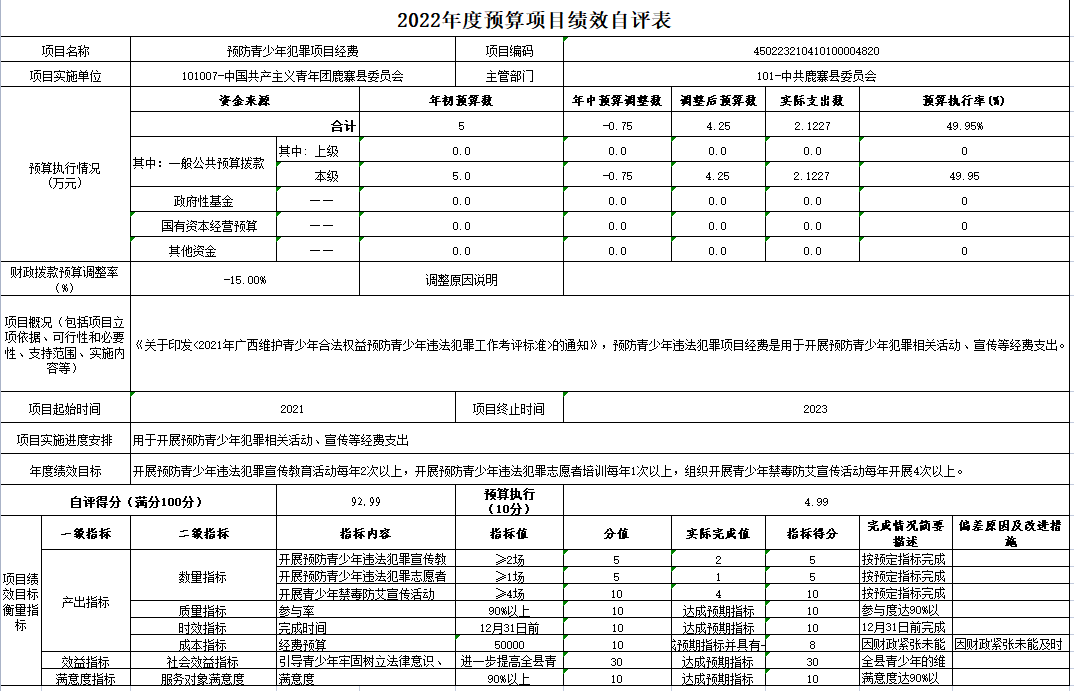 2022年度预算项目绩效自评表
项目名称 预防青少年犯罪项目经费 项目编码 450223210410100004820
项目实施单位 101007-中国共产主义青年团鹿寨县委员会 主管部门 101-中共鹿寨县委员会
预算执行情况
(万元)
资金来源 年初预算数 年中预算调整数 调整后预算数 实际支出数 预算执行率(%)
合计 5 -0.75 4.25 2.1227 49.95%
其中：一般公共预算拨款 其中：上级 0.0 0.0 0.0 0.0 0
本级 5.0 -0.75 4.25 2.1227 49.95
政府性基金 —— 0.0 0.0 0.0 0.0 0
国有资本经营预算 —— 0.0 0.0 0.0 0.0 0
其他资金 —— 0.0 0.0 0.0 0.0 0
财政拨款预算调整率
（%） -15.00% 调整原因说明
项目概况（包括项目立
项依据、可行性和必要
性、支持范围、实施内
容等）
《关于印发<2021年广西维护青少年合法权益预防青少年违法犯罪工作考评标准>的通知》，预防青少年违法犯罪项目经费是用于开展预防青少年犯罪相关活动、宣传等经费支出。
项目起始时间 2021 项目终止时间 2023
项目实施进度安排 用于开展预防青少年犯罪相关活动、宣传等经费支出
年度绩效目标 开展预防青少年违法犯罪宣传教育活动每年2次以上，开展预防青少年违法犯罪志愿者培训每年1次以上，组织开展青少年禁毒防艾宣传活动每年开展4次以上。
自评得分（满分100分） 92.99 预算执行
（10分） 4.99
项目绩
效目标
衡量指
标
一级指标 二级指标 指标内容 指标值 分值 实际完成值 指标得分 完成情况简要
描述 偏差原因及改进措
施
产出指标 数量指标 开展预防青少年违法犯罪宣传教 ≥2场 5 2 5 按预定指标完成
开展预防青少年违法犯罪志愿者 ≥1场 5 1 5 按预定指标完成
开展青少年禁毒防艾宣传活动 ≥4场 10 4 10 按预定指标完成
质量指标 参与率 90%以上 10 达成预期指标 10 参与度达90%以
时效指标 完成时间 12月31日前 10 达成预期指标 10 12月31日前完成
成本指标 经费预算 50000 10 预期指标并具有一 8 因财政紧张未能 因财政紧张未能及时
效益指标 社会效益指标 引导青少年牢固树立法律意识、 进一步提高全县青 30 达成预期指标 30 全县青少年的维
满意度指标 服务对象满意度 满意度 90%以上 10 达成预期指标 10 满意度达90%以